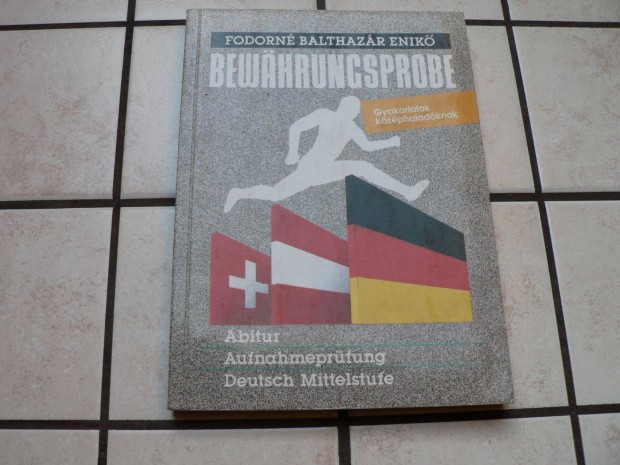 FODORNÉ BALTHAZÁR ENIKŐ
BEWÄHRUNGSPROBE
Gyakorlatok
középhaladóknak
Abitur
Aufnahmeprüfung
Deutsch Mittelstufe